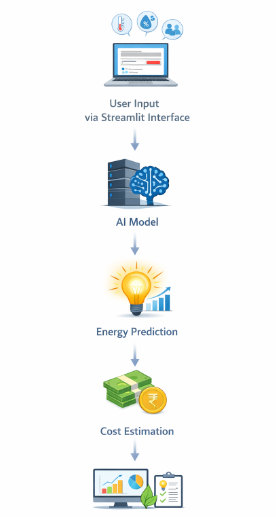 User Input
via Streamlit Interface
AI Model
Energy Prediction
₹
Cost Estimation